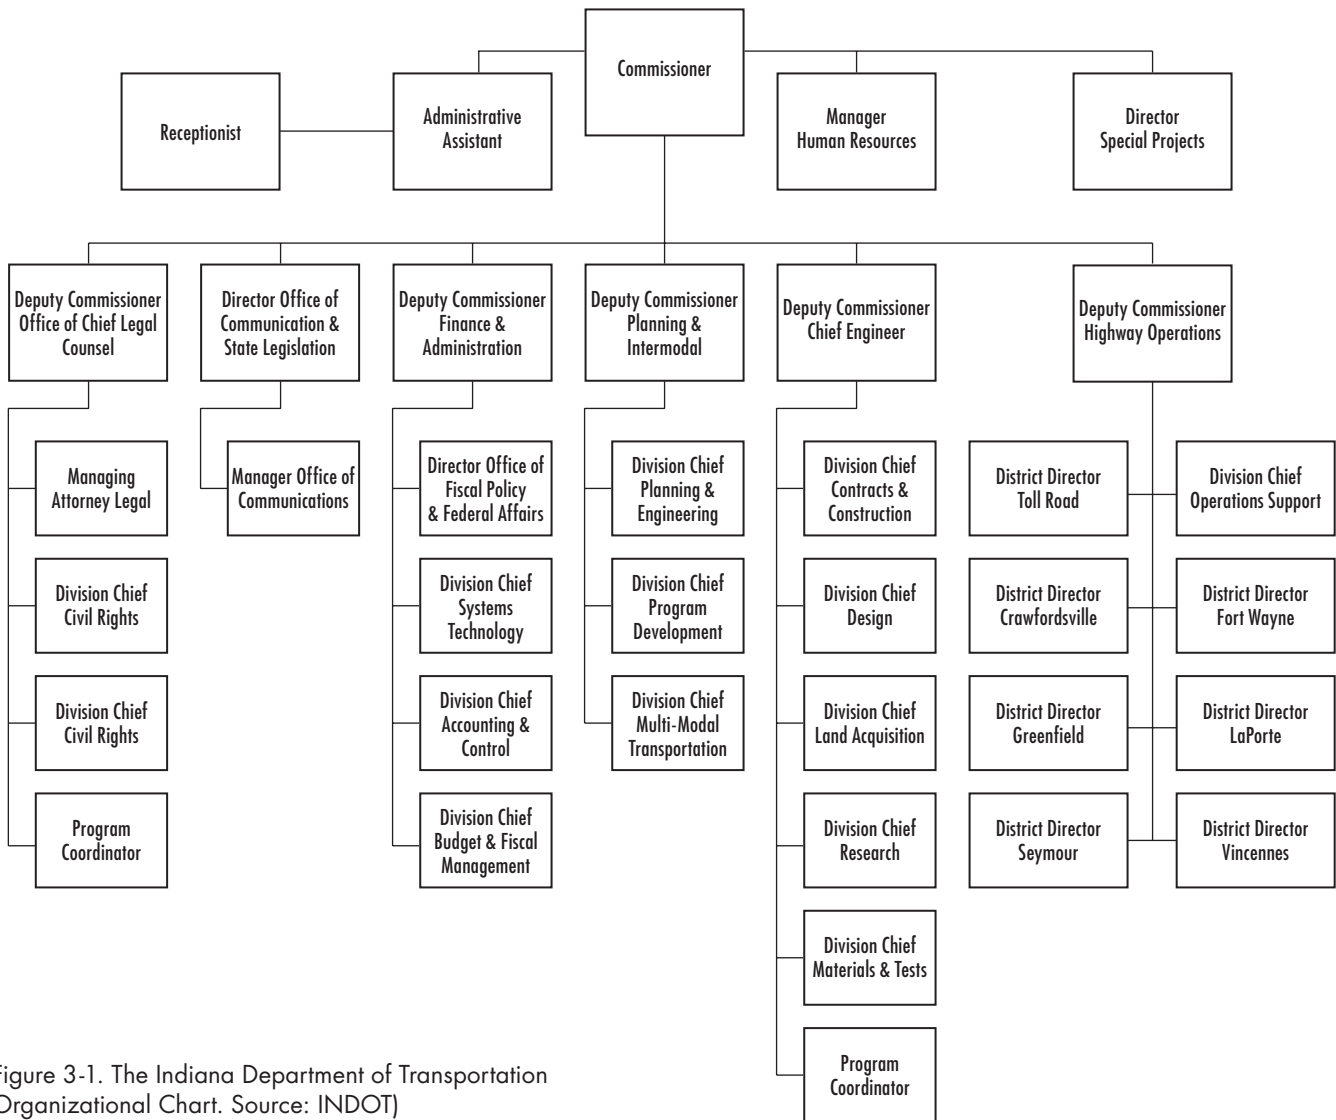 Commissioner
Receptionist
Administrative
Assistant
Manager
Human Resources
Director
Special Projects
Deputy Commissioner
Office of Chief Legal
Counsel
Director Office of
Communication &
State Legislation
Deputy Commissioner
Finance &
Administration
Deputy Commissioner
Planning &
Intermodal
Deputy Commissioner
Chief Engineer
Deputy Commissioner
Highway Operations
Managing
Attorney Legal
Division Chief
Civil Rights
Division Chief
Civil Rights
Program
Coordinator
Manager Office of
Communications
Director Office of
Fiscal Policy
& Federal Affairs
Division Chief
Systems
Technology
Division Chief
Accounting &
Control
Division Chief
Budget & Fiscal
Management
Division Chief
Planning &
Engineering
Division Chief
Program
Development
Division Chief
Multi-Modal
Transportation
Division Chief
Contracts &
Construction
Division Chief
Design
Division Chief
Land Acquisition
Division Chief
Research
Division Chief
Materials & Tests
Program
Coordinator
District Director
Toll Road
Division Chief
Operations Support
District Director
Crawfordsville
District Director
Fort Wayne
District Director
Greenfield
District Director
LaPorte
District Director
Seymour
District Director
Vincennes
igure 3-1. The Indiana Department of Transportation
Organizational Chart. Source: INDOT)